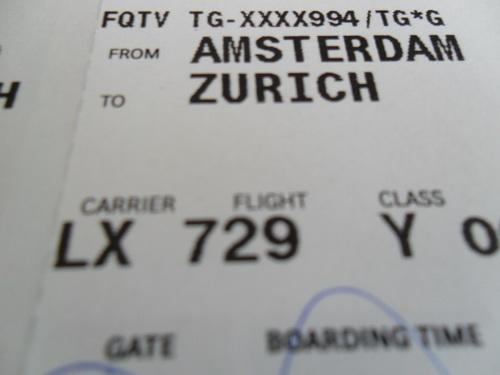 FQTV TG-XXXX994/TG*G
FROM AMSTERDAM
TO ZURICH
CARRIER FLIGHT CLASS
LX 729 Y
GATE BOARDING TIME